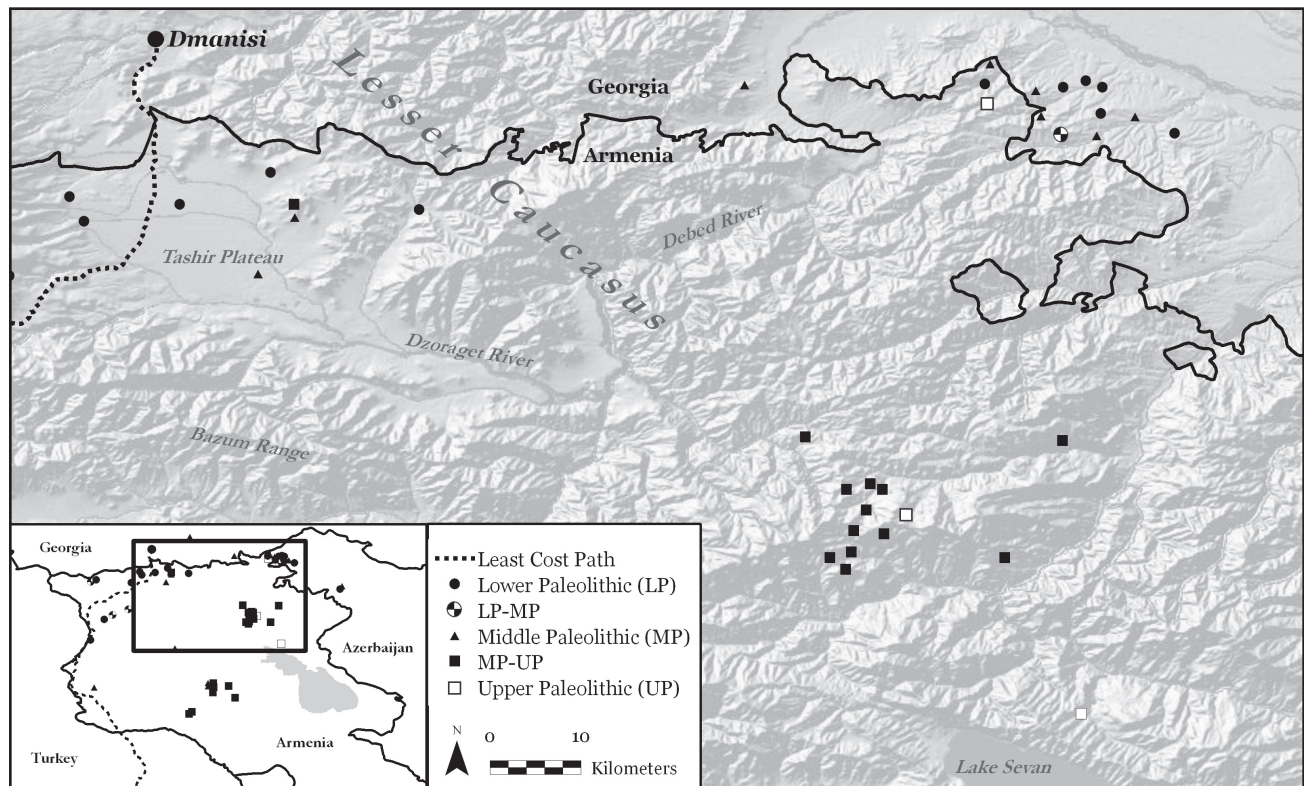 Dmanisi
Lesser
Caucasus
Georgia
Armenia
Debed River
Tashir Plateau
Dzoraget River
Bazum Range
Lake Sevan
Georgia
Azerbaijan
Armenia
Turkey
Least Cost Path
Lower Paleolithic (LP)
LP-MP
Middle Paleolithic (MP)
MP-UP
Upper Paleolithic (UP)
N
0 10
Kilometers